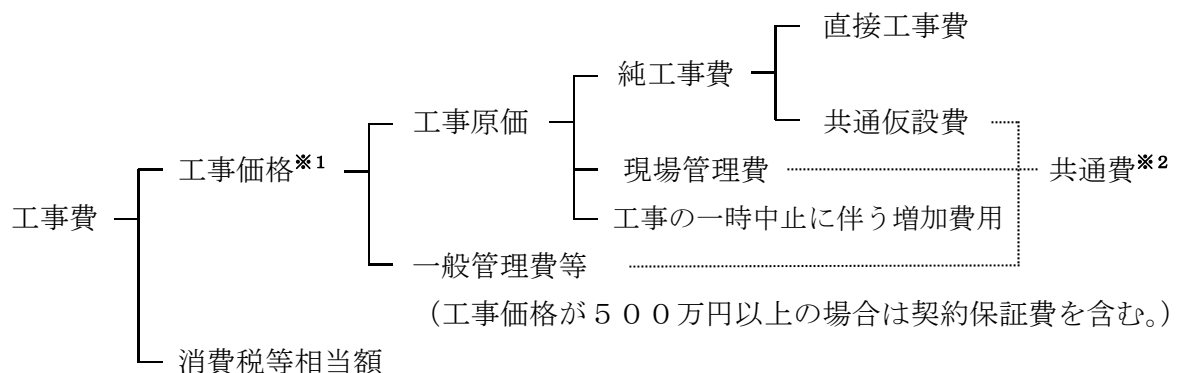 直接工事費
純工事費
工事原価
共通仮設費
工事価格※1
現場管理費
共通費※2
工事費
工事の一時中止に伴う増加費用
一般管理費等
（工事価格が５００万円以上の場合は契約保証費を含む。）
消費税等相当額